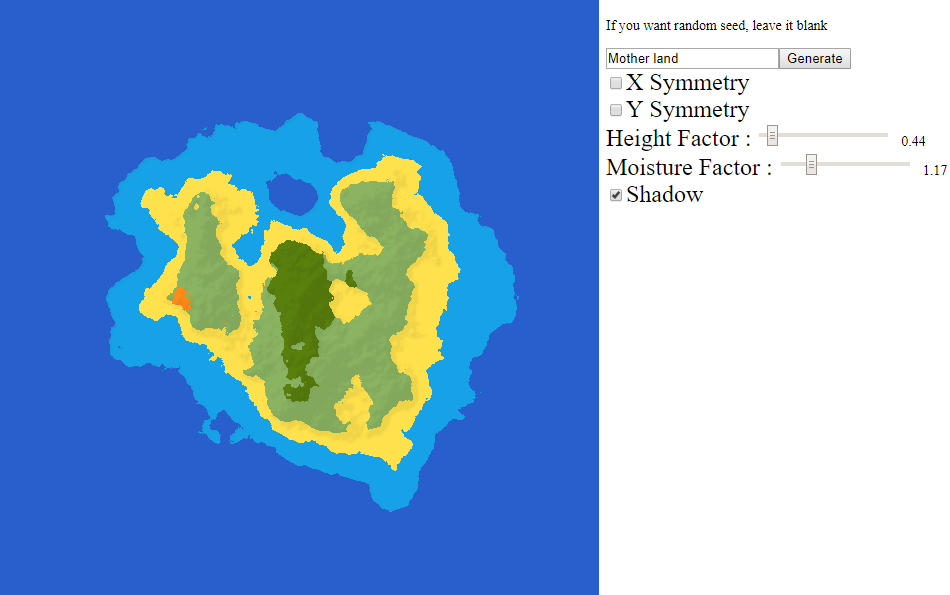 If you want random seed, leave it blank
Mother land Generate
X Symmetry
Y Symmetry
Height Factor : 0.44
Moisture Factor : 1.17
Shadow